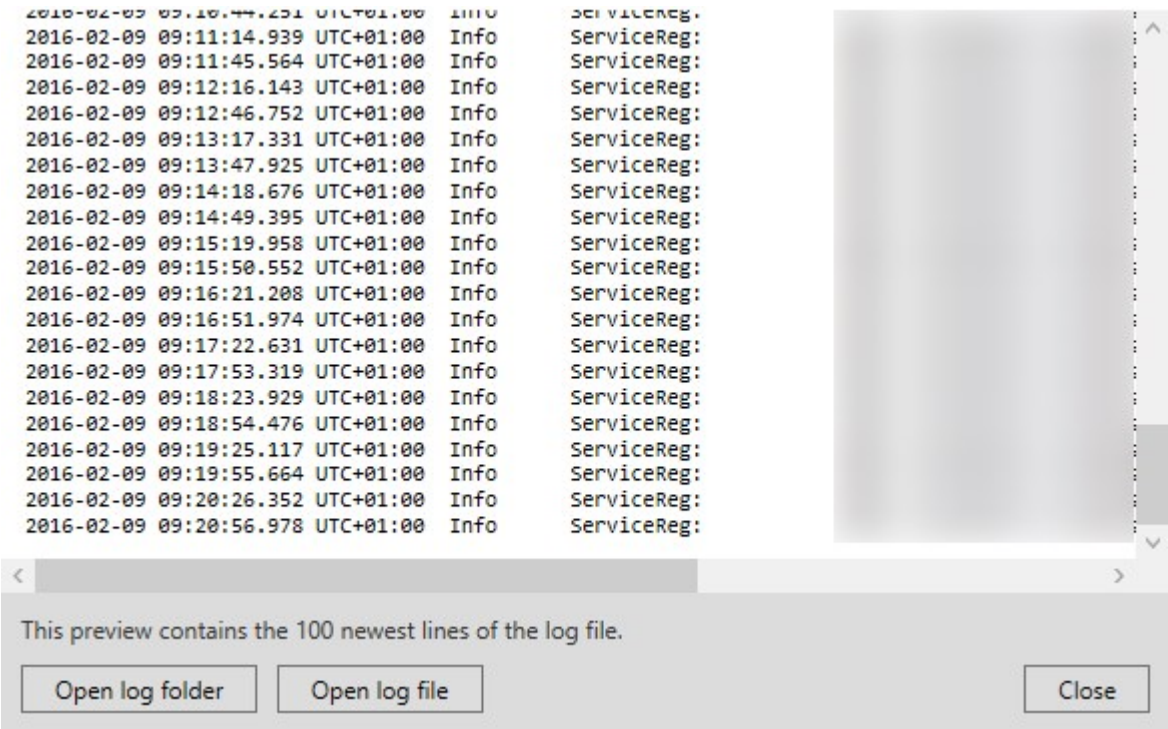 2016-02-09 09:10:44.251 UTC+01:00 Info ServiceReg:
2016-02-09 09:11:14.939 UTC+01:00 Info ServiceReg:
2016-02-09 09:11:45.564 UTC+01:00 Info ServiceReg:
2016-02-09 09:12:16.143 UTC+01:00 Info ServiceReg:
2016-02-09 09:12:46.752 UTC+01:00 Info ServiceReg:
2016-02-09 09:13:17.331 UTC+01:00 Info ServiceReg:
2016-02-09 09:13:47.925 UTC+01:00 Info ServiceReg:
2016-02-09 09:14:18.676 UTC+01:00 Info ServiceReg:
2016-02-09 09:14:49.395 UTC+01:00 Info ServiceReg:
2016-02-09 09:15:19.958 UTC+01:00 Info ServiceReg:
2016-02-09 09:15:50.552 UTC+01:00 Info ServiceReg:
2016-02-09 09:16:21.208 UTC+01:00 Info ServiceReg:
2016-02-09 09:16:51.974 UTC+01:00 Info ServiceReg:
2016-02-09 09:17:22.631 UTC+01:00 Info ServiceReg:
2016-02-09 09:17:53.319 UTC+01:00 Info ServiceReg:
2016-02-09 09:18:23.929 UTC+01:00 Info ServiceReg:
2016-02-09 09:18:54.476 UTC+01:00 Info ServiceReg:
2016-02-09 09:19:25.117 UTC+01:00 Info ServiceReg:
2016-02-09 09:19:55.664 UTC+01:00 Info ServiceReg:
2016-02-09 09:20:26.352 UTC+01:00 Info ServiceReg:
2016-02-09 09:20:56.978 UTC+01:00 Info ServiceReg:
This preview contains the 100 newest lines of the log file.
Open log folder Open log file Close